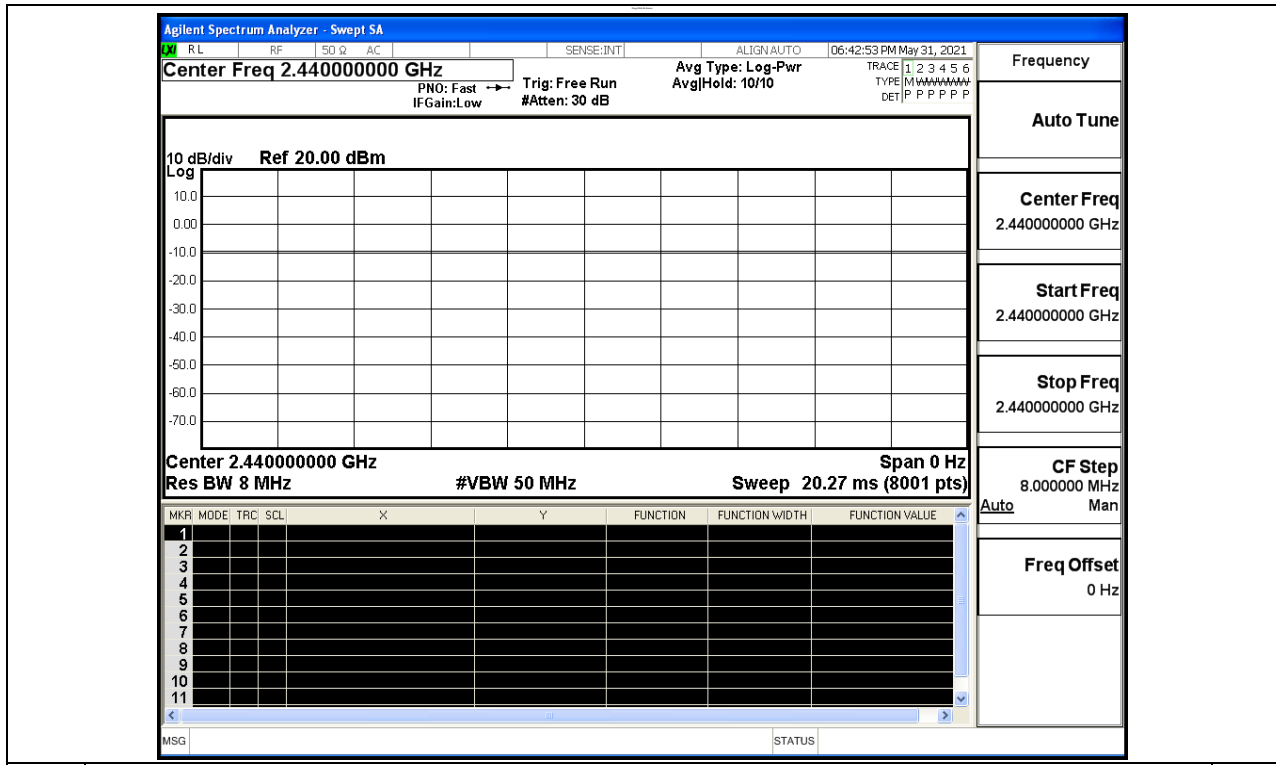 Agilent Spectrum Analyzer - Swept SA
LXI RL RF 50 Ω AC SENSE:INT ALIGN AUTO 06:42:53 PM May 31, 2021
Center Freq 2.440000000 GHz
PNO: Fast
IFGain:Low
Trig: Free Run
#Atten: 30 dB
Avg Type: Log-Pwr
Avg|Hold: 10/10
TRACE 1 2 3 4 5 6
TYPE M WWWWW
DET P P P P P P
10 dB/div Ref 20.00 dBm
Log
10.0
0.00
-10.0
-20.0
-30.0
-40.0
-50.0
-60.0
-70.0
Center 2.440000000 GHz Span 0 Hz
Res BW 8 MHz #VBW 50 MHz Sweep 20.27 ms (8001 pts)
MKR MODE TRC SCL X Y FUNCTION FUNCTION WIDTH FUNCTION VALUE
1
2
3
4
5
6
7
8
9
10
11
MSG STATUS
Frequency
Auto Tune
Center Freq
2.440000000 GHz
Start Freq
2.440000000 GHz
Stop Freq
2.440000000 GHz
CF Step
8.000000 MHz
Auto Man
Freq Offset
0 Hz